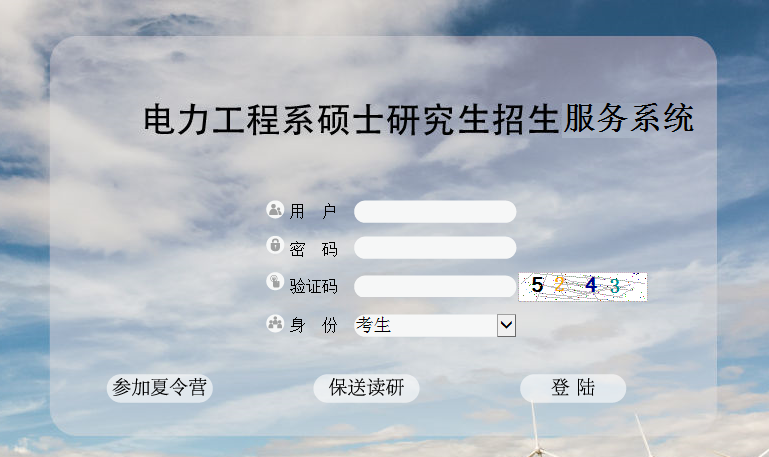 电力工程系硕士研究生招生服务系统
用 户
密 码
验证码 5 2 4 3
身 份 考生
参加夏令营 保送读研 登 陆